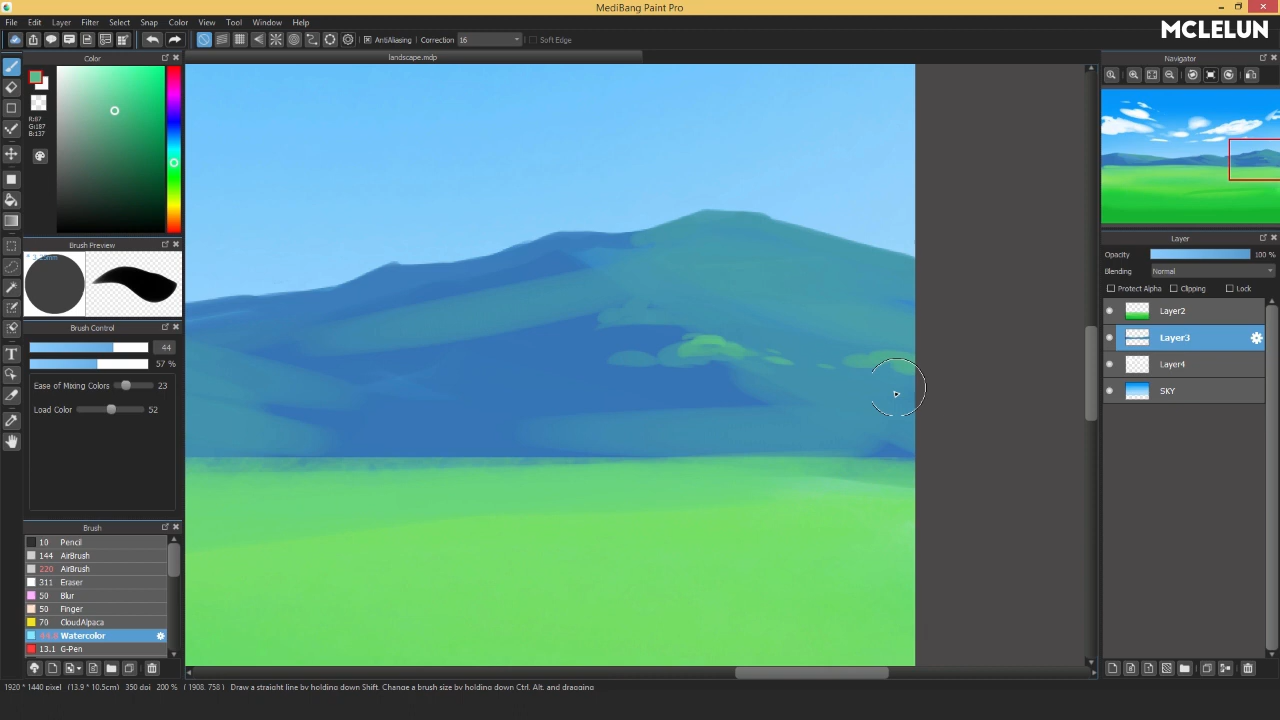 MediBang Paint Pro
File Edit Layer Filter Select Snap Color View Tool Window Help
MCLELUN
AntiAliasing Correction 16 Soft Edge
Color
landscape.mdp
Navigator
R:87
G:187
B:137
Brush Preview
Layer
Opacity 100 %
Blending Normal
Protect Alpha Clipping Lock
Layer2
Brush Control
Layer3
44
57 %
Layer4
Ease of Mixing Colors 23
SKY
Load Color 52
Brush
10 Pencil
144 AirBrush
220 AirBrush
311 Eraser
50 Blur
50 Finger
70 CloudAlpaca
Watercolor
13.1 G-Pen
1920 * 1440 pixel (13.9 * 10.5cm) 350 dpi 200 % ( 1908, 758 ) Draw a straight line by holding down Shift, Change a brush size by holding down Ctrl, Alt, and dragging